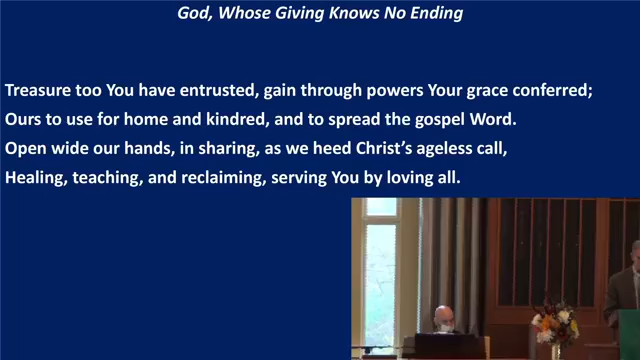 God, Whose Giving Knows No Ending
Treasure too You have entrusted, gain through powers Your grace conferred;
Ours to use for home and kindred, and to spread the gospel Word.
Open wide our hands, in sharing, as we heed Christ's ageless call,
Healing, teaching, and reclaiming, serving You by loving all.